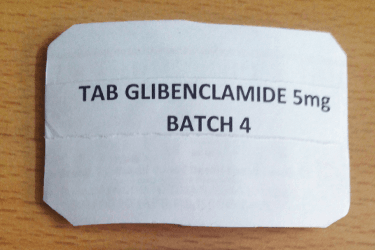 TAB GLIBENCLAMIDE 5mg
BATCH 4